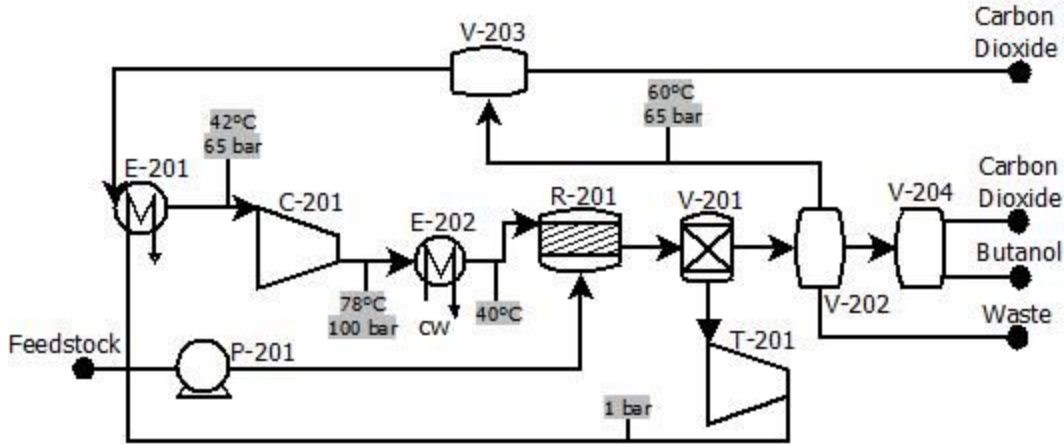 Carbon
Dioxide
V-203
60ºC
65 bar
42ºC
65 bar
E-201
C-201
E-202
R-201
V-201
V-204
Carbon
Dioxide
Butanol
V-202
78ºC
100 bar
CW
40ºC
Waste
Feedstock
P-201
T-201
1 bar